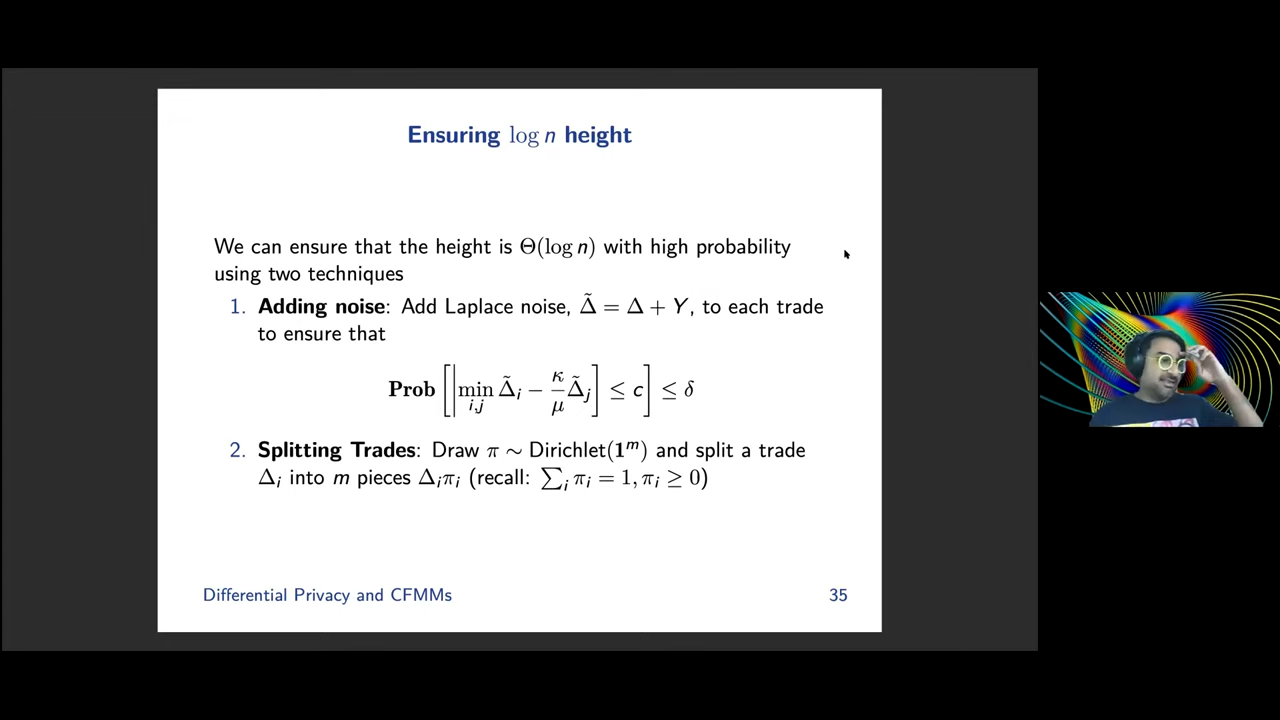 Ensuring log n height
We can ensure that the height is Θ(log n) with high probability
using two techniques
1. Adding noise: Add Laplace noise, Δ̃ = Δ + Y, to each trade
to ensure that
Prob [|min_{i,j} Δ̃_i − κ/μ Δ̃_j] ≤ c] ≤ δ
2. Splitting Trades: Draw π ∼ Dirichlet(1^m) and split a trade
Δ_i into m pieces Δ_iπ_i (recall: ∑_i π_i = 1, π_i ≥ 0)
Differential Privacy and CFMMs 35